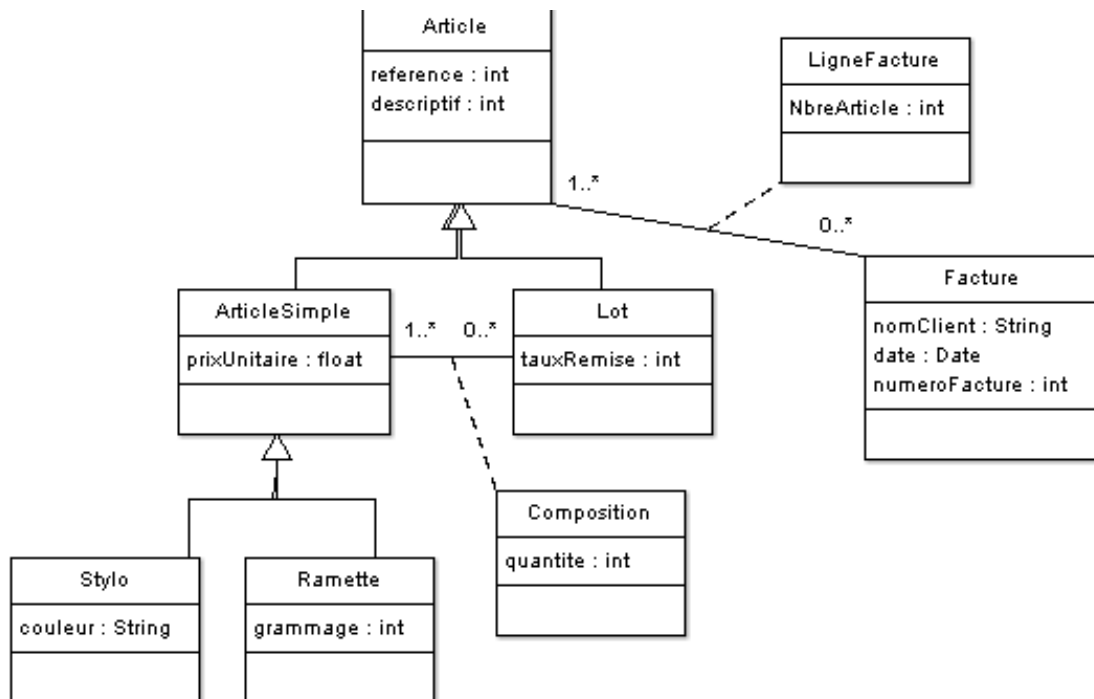 Article
reference : int
descriptif : int
LigneFacture
NbreArticle : int
1..*
0..*
Facture
nomClient : String
date : Date
numeroFacture : int
ArticleSimple
prixUnitaire : float
1..*
0..*
Lot
tauxRemise : int
Composition
quantite : int
Stylo
couleur : String
Ramette
grammage : int